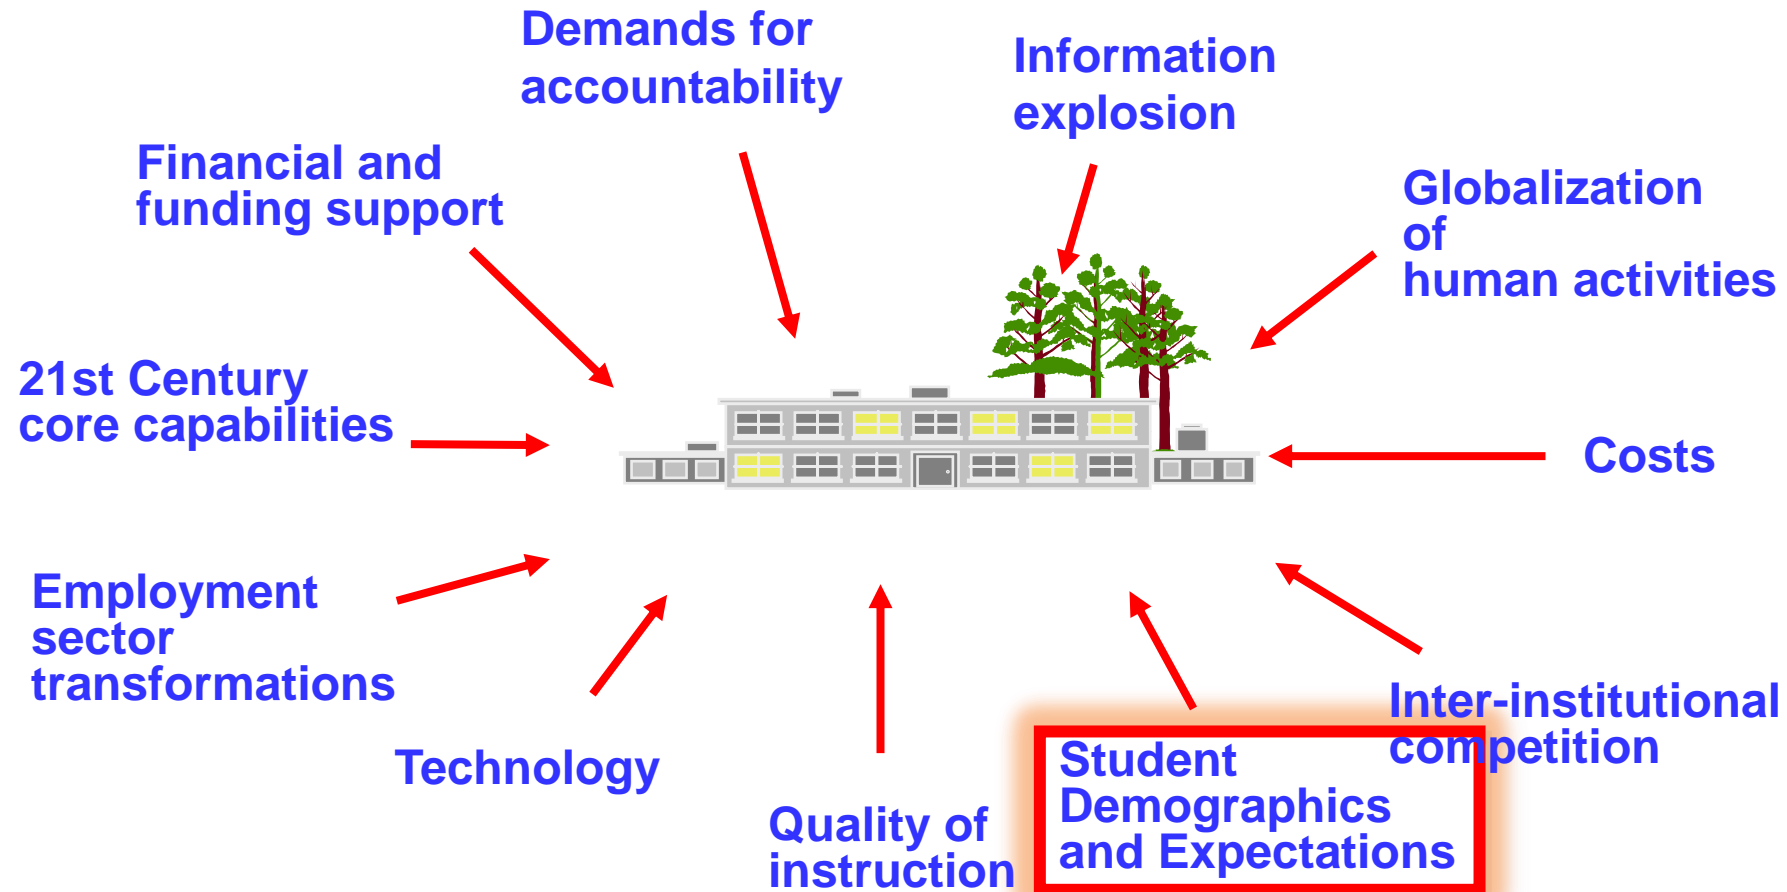 Demands for
accountability
Information
explosion
Financial and
funding support
Globalization
of
human activities
21st Century
core capabilities
Costs
Employment
sector
transformations
Technology
Quality of
instruction
Student
Demographics
and Expectations
Inter-institutional
competition